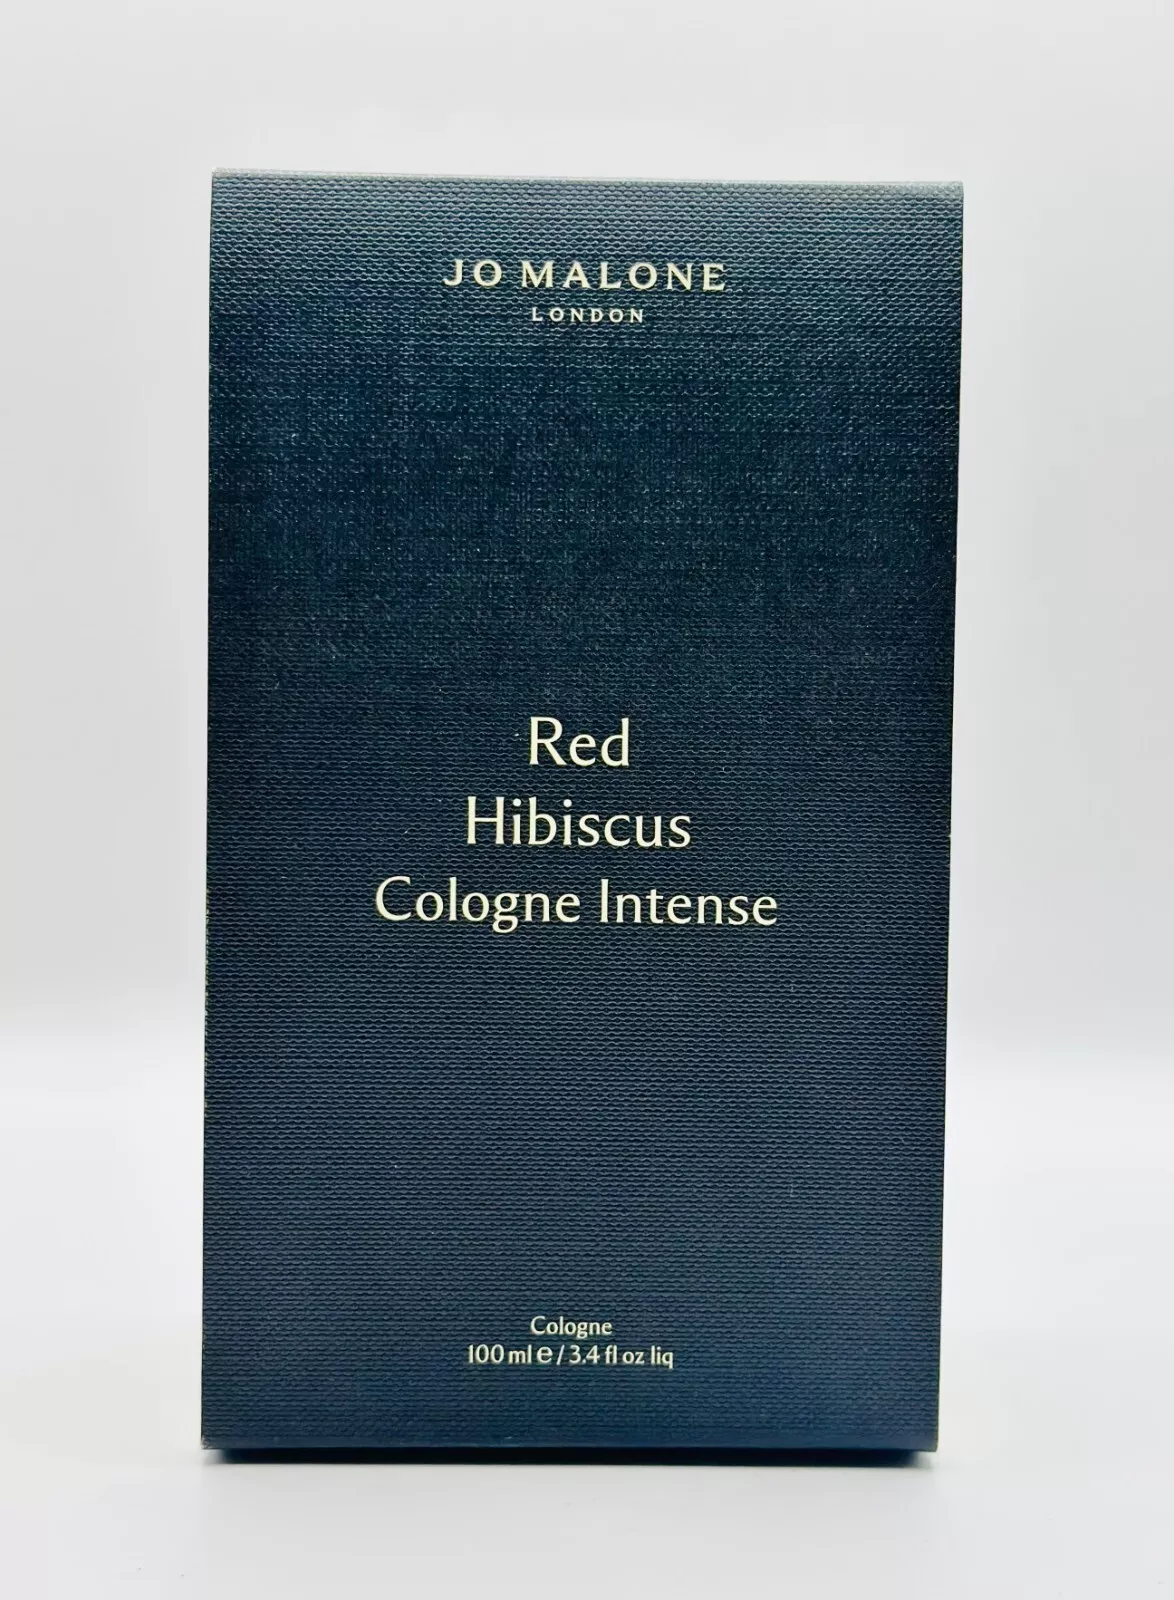 JO MALONE
LONDON
Red
Hibiscus
Cologne Intense
Cologne
100 ml ℮ / 3.4 fl oz liq